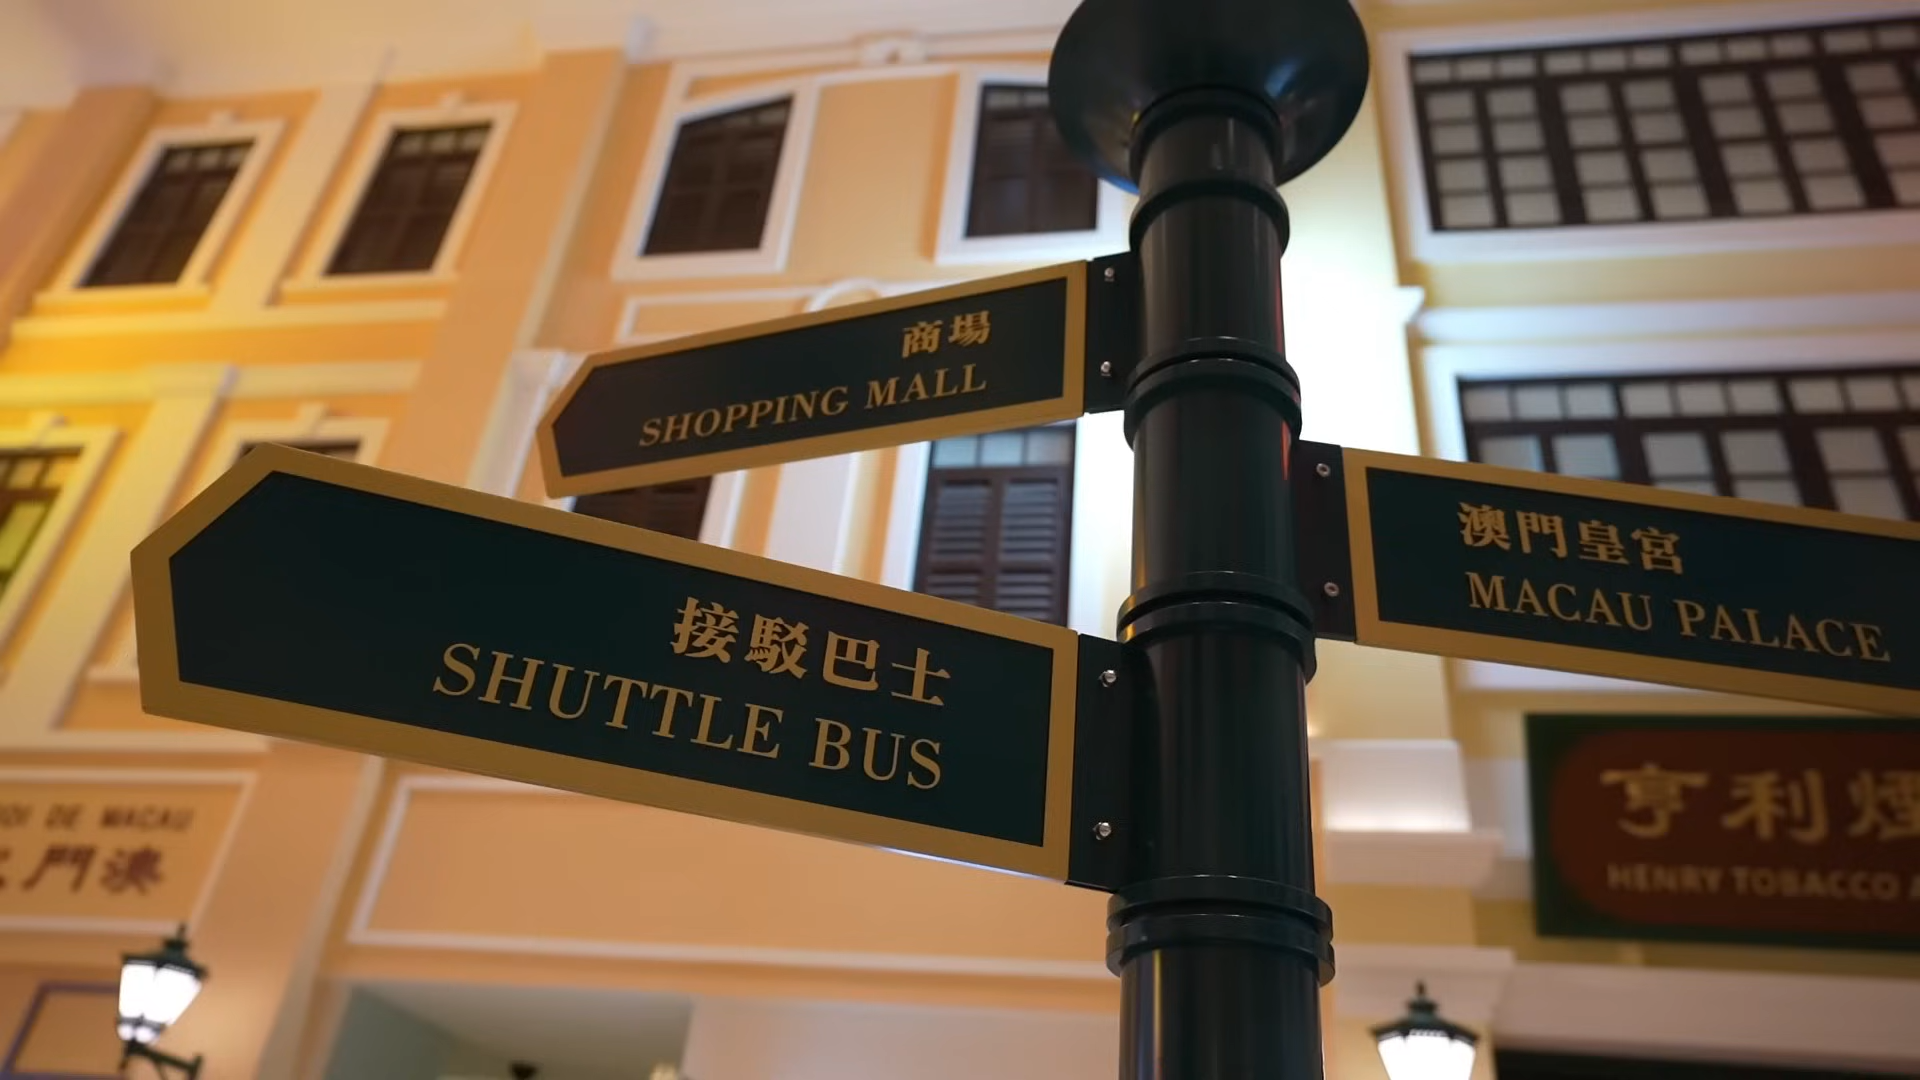 商場
SHOPPING MALL
澳門皇宮
MACAU PALACE
接駁巴士
SHUTTLE BUS
亨利煙
HENRY TOBACCO
DE MACAU
門澳